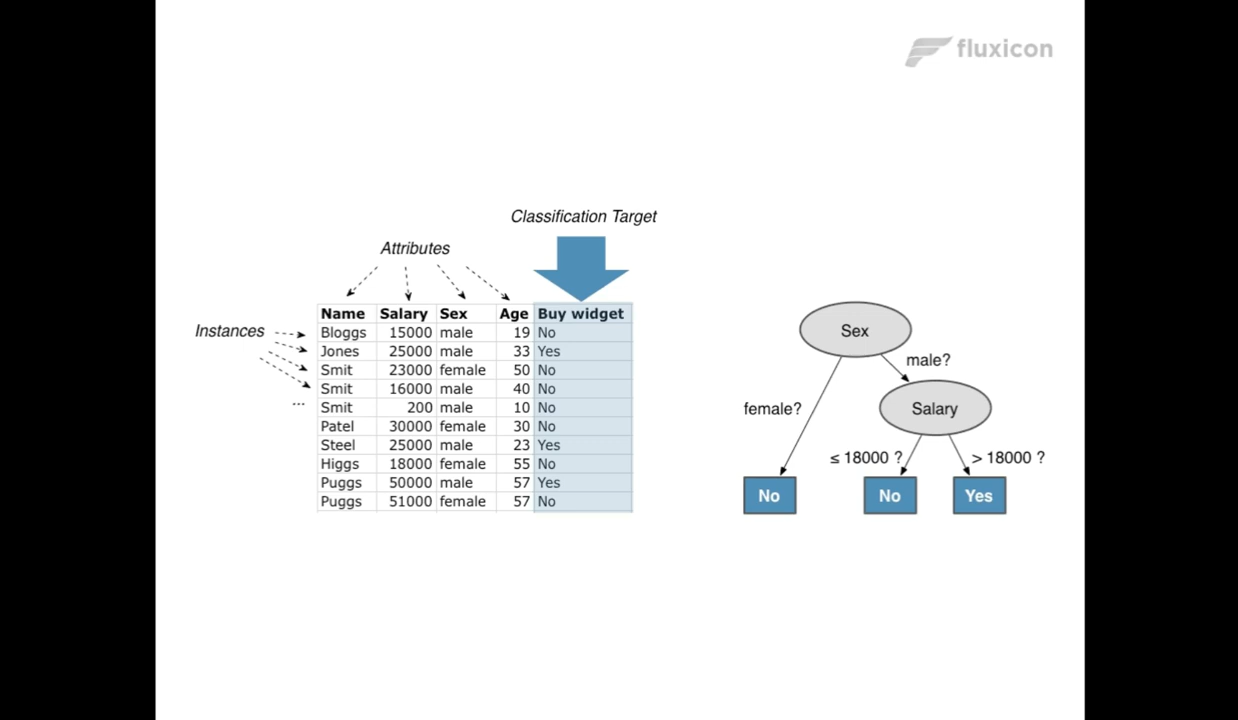 fluxicon
Classification Target
Attributes
Instances
...
Name Salary Sex Age Buy widget
Bloggs 15000 male 19 No
Jones 25000 male 33 Yes
Smit 23000 female 50 No
Smit 16000 male 40 No
Smit 200 male 10 No
Patel 30000 female 30 No
Steel 25000 male 23 Yes
Higgs 18000 female 55 No
Puggs 50000 male 57 Yes
Puggs 51000 female 57 No
Sex
male?
female?
Salary
≤ 18000 ?
> 18000 ?
No
No
Yes